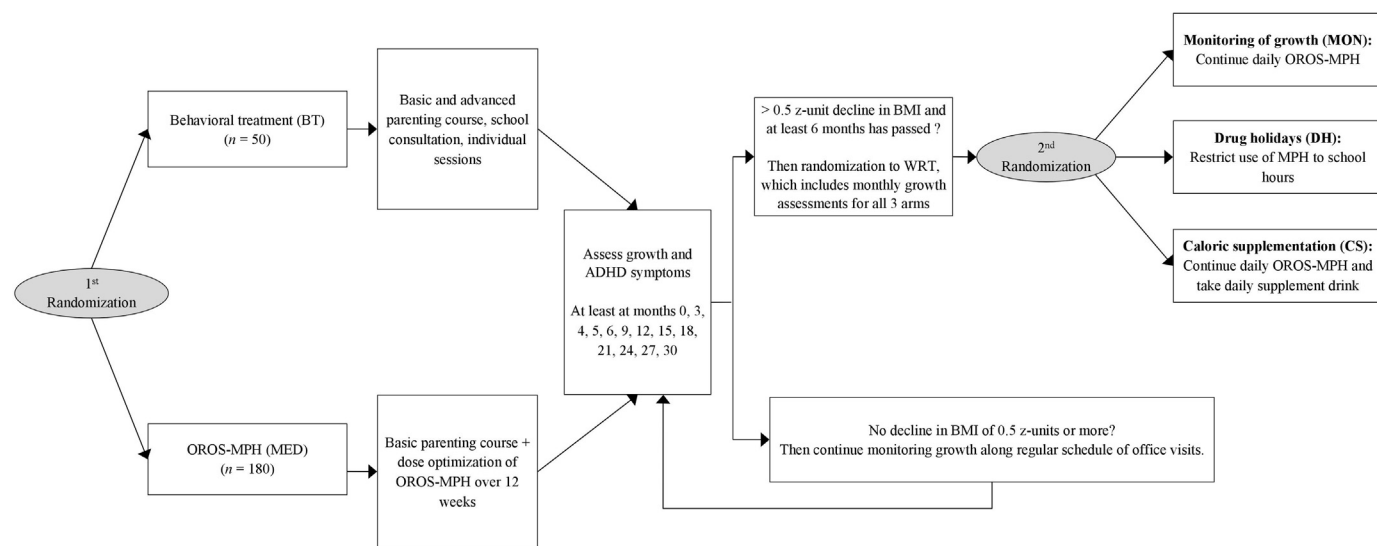 1st
Randomization
Behavioral treatment (BT)
(n = 50)
OROS-MPH (MED)
(n = 180)
Basic and advanced
parenting course, school
consultation, individual
sessions
Basic parenting course +
dose optimization of
OROS-MPH over 12
weeks
Assess growth and
ADHD symptoms
At least at months 0, 3,
4, 5, 6, 9, 12, 15, 18,
21, 24, 27, 30
> 0.5 z-unit decline in BMI and
at least 6 months has passed ?
Then randomization to WRT,
which includes monthly growth
assessments for all 3 arms
No decline in BMI of 0.5 z-units or more?
Then continue monitoring growth along regular schedule of office visits.
2nd
Randomization
Monitoring of growth (MON):
Continue daily OROS-MPH
Drug holidays (DH):
Restrict use of MPH to school
hours
Caloric supplementation (CS):
Continue daily OROS-MPH and
take daily supplement drink